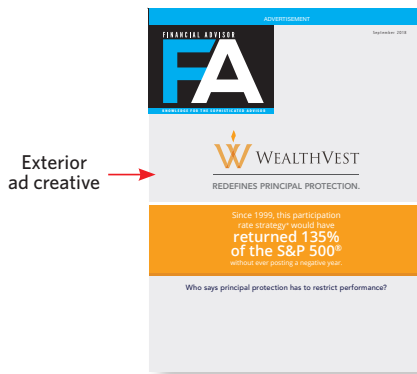 ADVERTISEMENT
FINANCIAL ADVISOR
September 2019
FA
KNOWLEDGE FOR THE SOPHISTICATED ADVISOR
Exterior
ad creative
W WEALTHVEST
REDEFINES PRINCIPAL PROTECTION.
Since 1999, this participation
rate strategy* would have
returned 135%
of the S&P 500®
without ever posting a negative year.
Who says principal protection has to restrict performance?